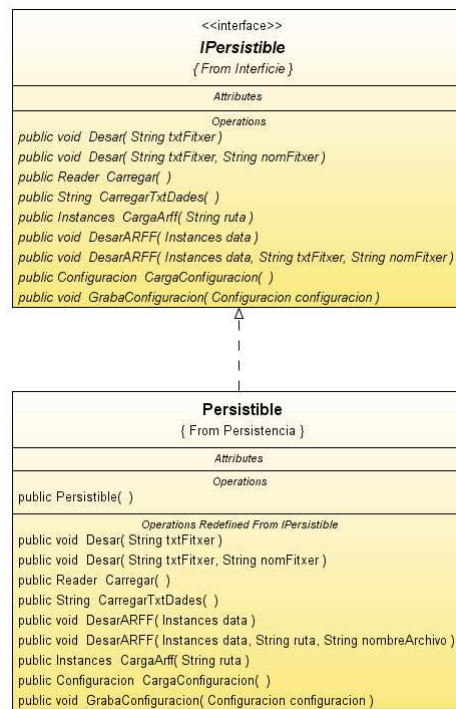 <<interface>>
IPersistible
{ From Interficie }
Attributes
Operations
public void Desar( String txtFitxer )
public void Desar( String txtFitxer, String nomFitxer )
public Reader Carregar( )
public String CarregarTxtDades( )
public Instances CargaArff( String ruta )
public void DesarARFF( Instances data )
public void DesarARFF( Instances data, String txtFitxer, String nomFitxer )
public Configuracion CargaConfiguracion( )
public void GrabaConfiguracion( Configuracion configuracion )
Persistible
{ From Persistencia }
Attributes
Operations
public Persistible( )
Operations Redefined From IPersistible
public void Desar( String txtFitxer )
public void Desar( String txtFitxer, String nomFitxer )
public Reader Carregar( )
public String CarregarTxtDades( )
public void DesarARFF( Instances data )
public void DesarARFF( Instances data, String ruta, String nombreArchivo )
public Instances CargaArff( String ruta )
public Configuracion CargaConfiguracion( )
public void GrabaConfiguracion( Configuracion configuracion )